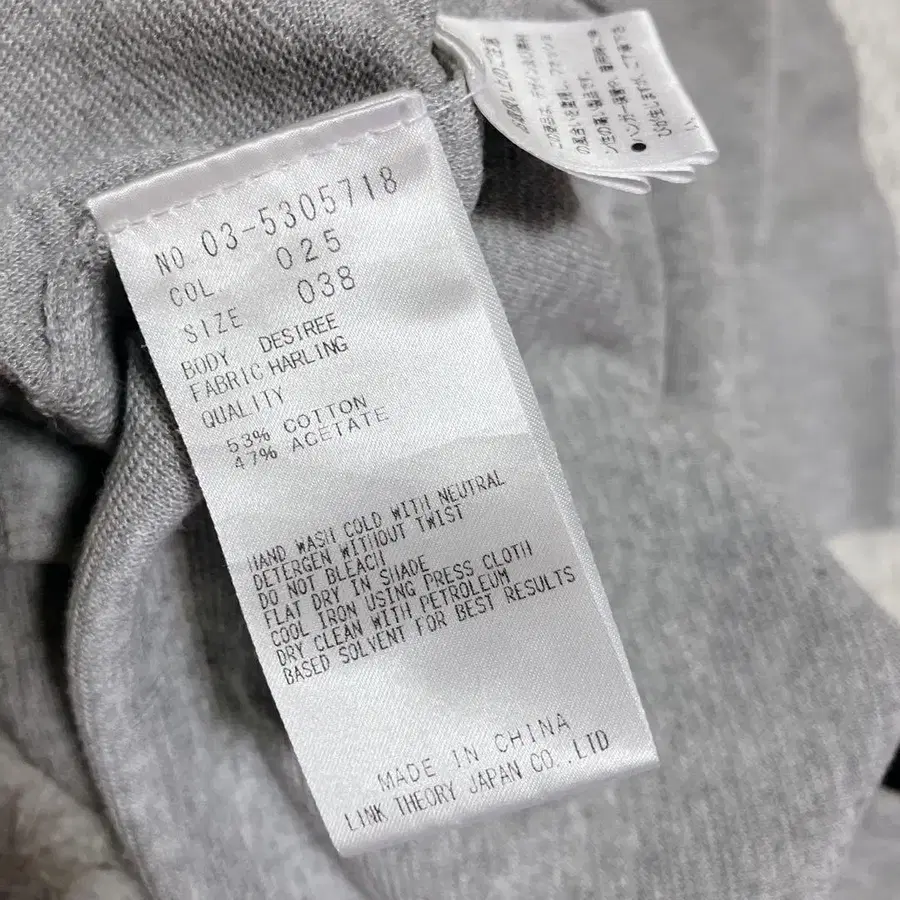 NO. 03-5305718
COL. 025
SIZE 038
BODY DESIREE
FABRIC HARLING
QUALITY
53% COTTON
47% ACETATE
HAND WASH COLD WITH NEUTRAL
DETERGEN WITHOUT TWIST
DO NOT BLEACH
FLAT DRY IN SHADE
COOL IRON USING PRESS CLOTH
DRY CLEAN WITH PETROLEUM
BASED SOLVENT FOR BEST RESULTS
MADE IN CHINA
LINK THEORY JAPAN CO.,LTD